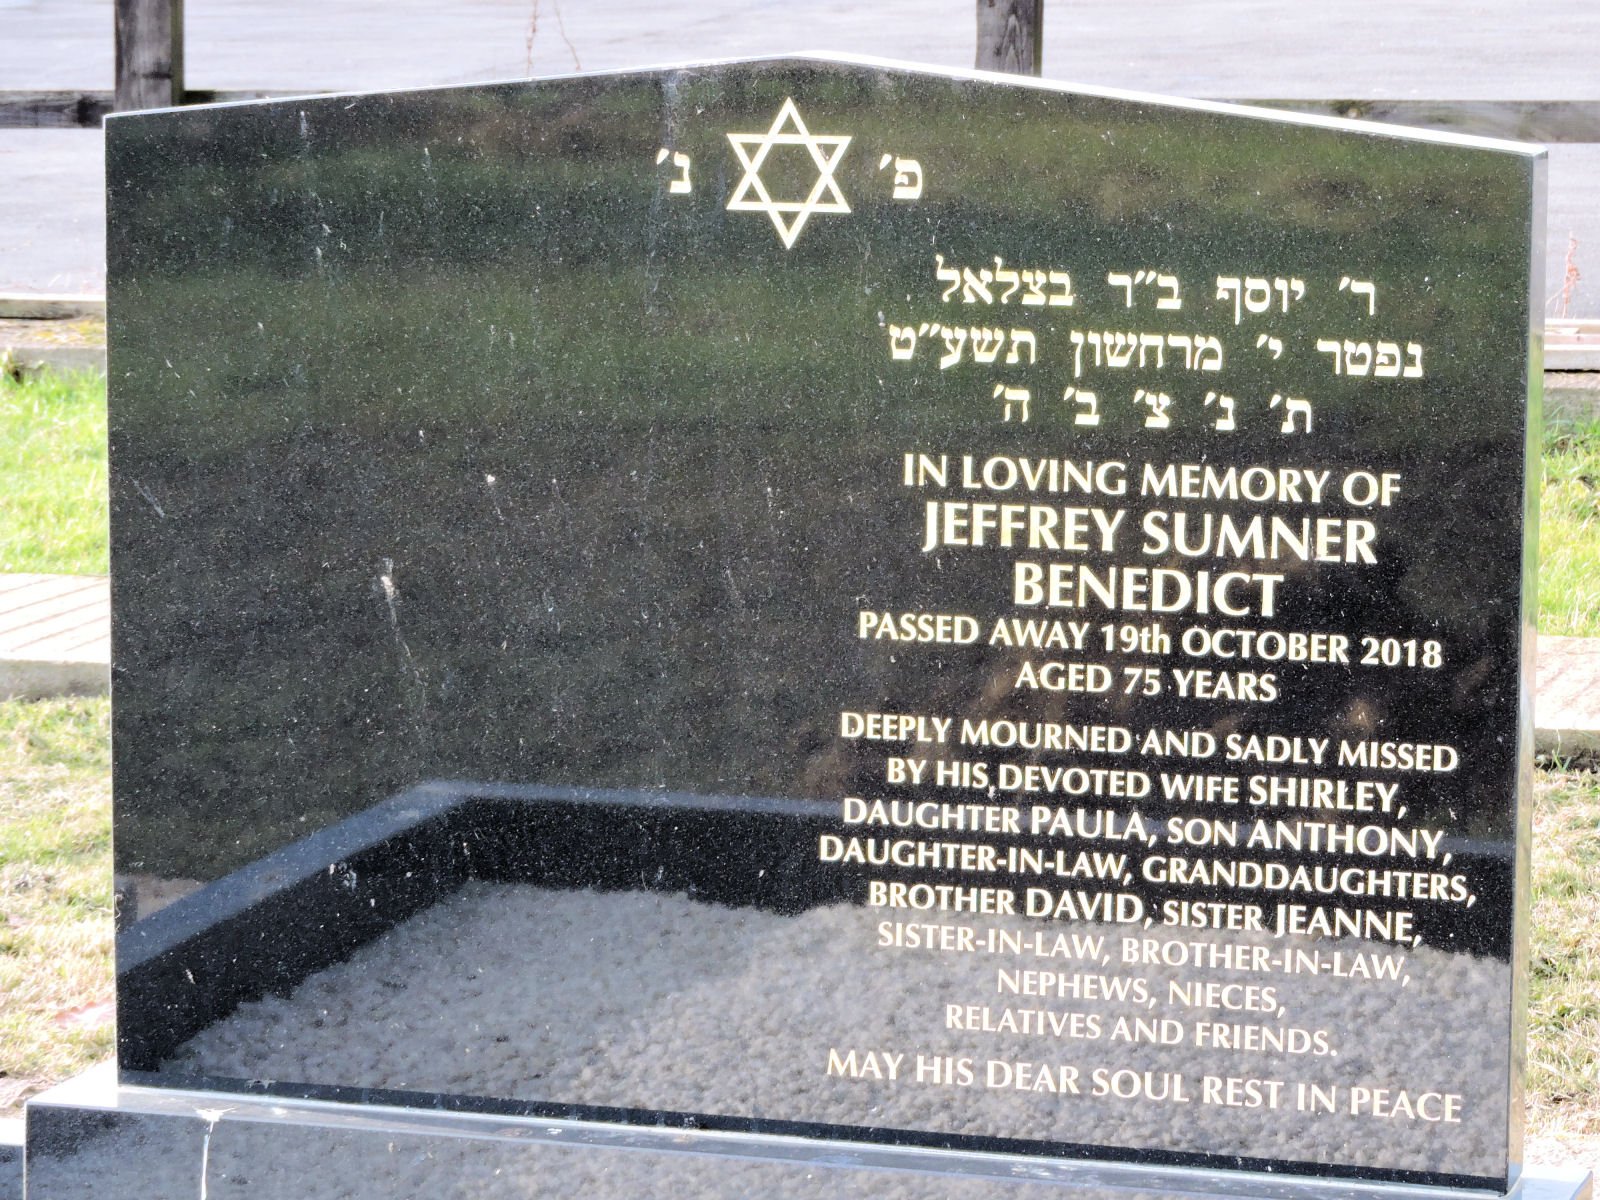 פ׳ נ׳
ר׳ יוסף ב״ר בצלאל
נפטר י׳ מרחשון תשע״ט
ת׳ נ׳ צ׳ ב׳ ה׳
IN LOVING MEMORY OF
JEFFREY SUMNER
BENEDICT
PASSED AWAY 19th OCTOBER 2018
AGED 75 YEARS
DEEPLY MOURNED AND SADLY MISSED
BY HIS DEVOTED WIFE SHIRLEY,
DAUGHTER PAULA, SON ANTHONY,
DAUGHTER-IN-LAW, GRANDDAUGHTERS,
BROTHER DAVID, SISTER JEANNE,
SISTER-IN-LAW, BROTHER-IN-LAW,
NEPHEWS, NIECES,
RELATIVES AND FRIENDS.
MAY HIS DEAR SOUL REST IN PEACE